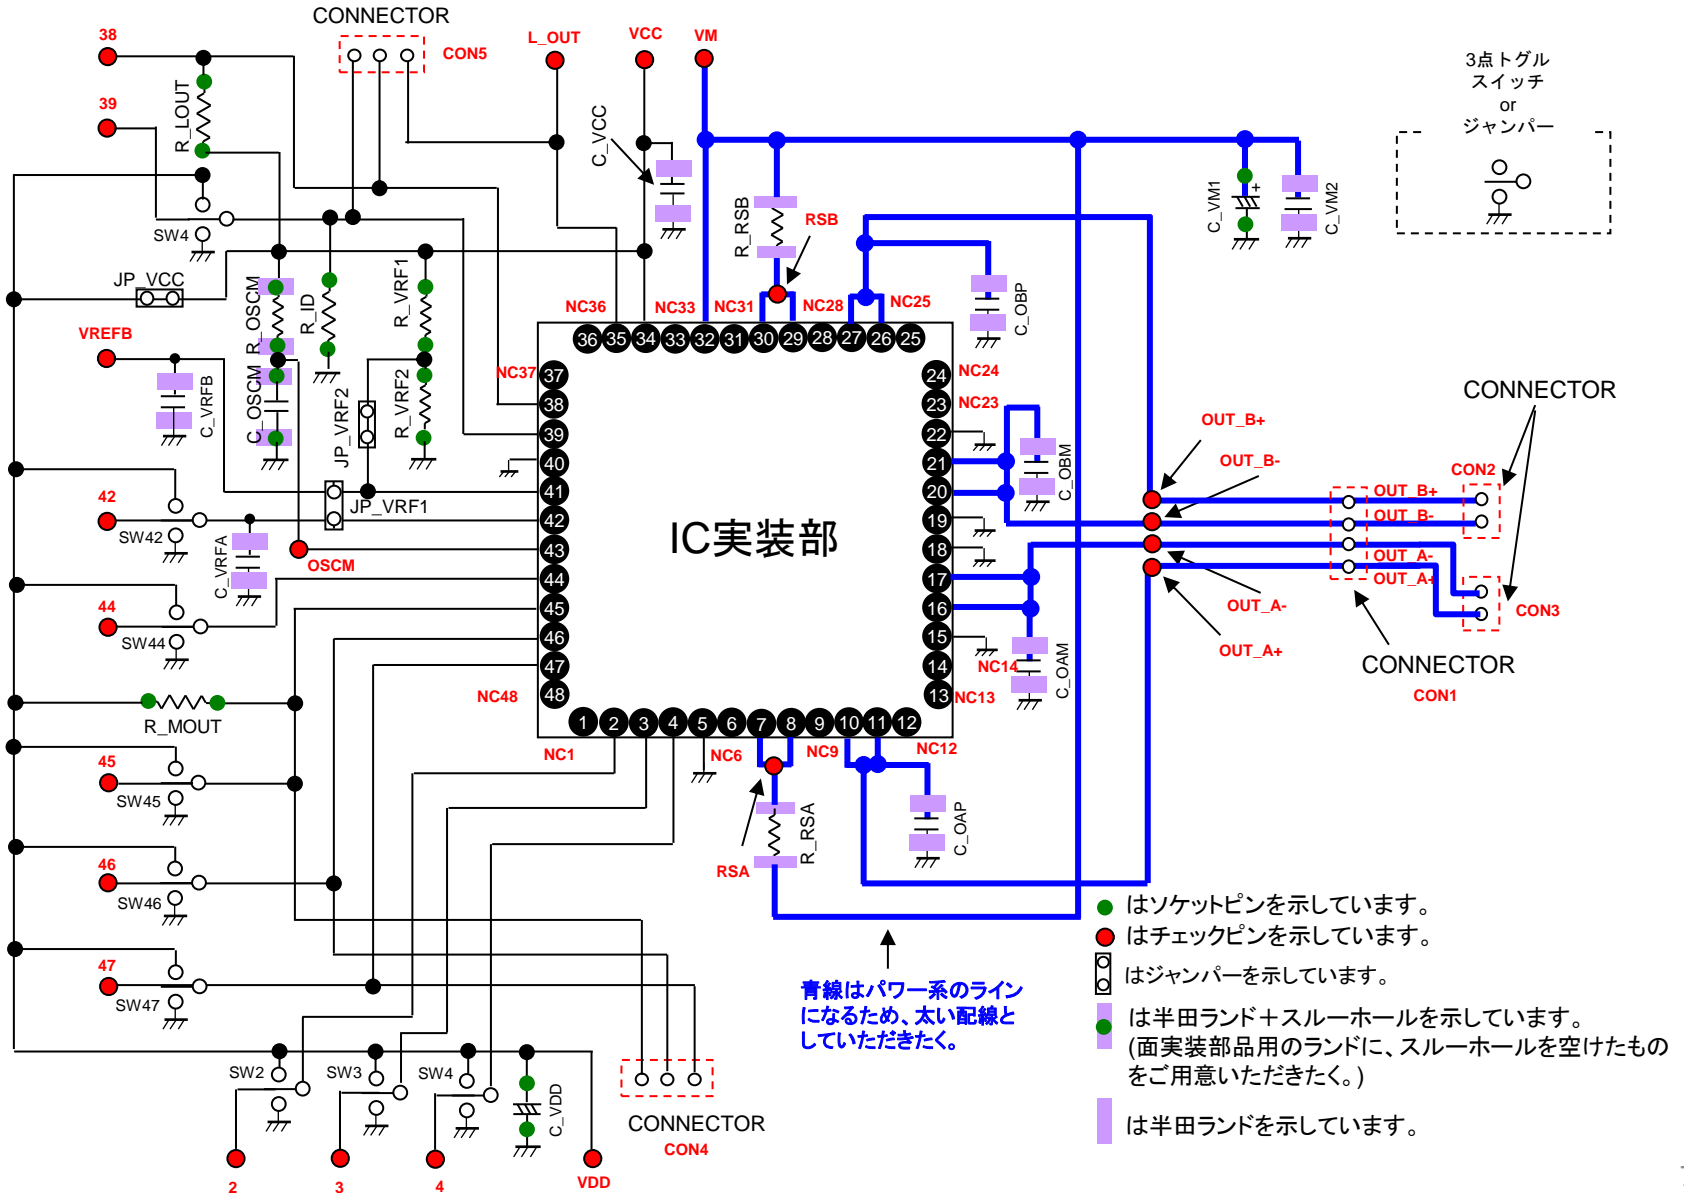 CONNECTOR
38
CON5
L_OUT
VCC
VM
3点トグル
スイッチ
or
ジャンパー
39
R_LOUT
C_VCC
SW4
R_RSB
RSB
C_VM1
+
C_VM2
JP_VCC
R_OSCM
R_ID
R_VRF1
C_OBP
VREFB
NC36
NC33
NC31
NC28
NC25
36
35
34
33
32
31
30
29
28
27
26
25
C_VRFB
C_OSCM
JP_VRF2
R_VRF2
NC37
37
38
39
40
41
42
43
44
45
46
47
48
24
23
22
21
20
19
18
17
16
15
14
13
NC24
NC23
C_OBM
CONNECTOR
OUT_B+
OUT_B-
CON2
OUT_B+
OUT_B-
42
SW42
JP_VRF1
C_VRFA
OSCM
IC実装部
OUT_A-
OUT_A+
44
SW44
OUT_A-
CON3
OUT_A+
NC14
C_OAM
CONNECTOR
CON1
NC48
NC13
R_MOUT
1
2
3
4
5
6
7
8
9
10
11
12
NC1
NC6
NC9
NC12
45
SW45
R_RSA
C_OAP
RSA
46
SW46
47
SW47
青線はパワー系のライン
になるため、太い配線と
していただきたく。
はソケットピンを示しています。
はチェックピンを示しています。
はジャンパーを示しています。
は半田ランド＋スルーホールを示しています。
(面実装部品用のランドに、スルーホールを空けたもの
をご用意いただきたく。)
は半田ランドを示しています。
SW2
SW3
SW4
C_VDD
CONNECTOR
CON4
2
3
4
VDD